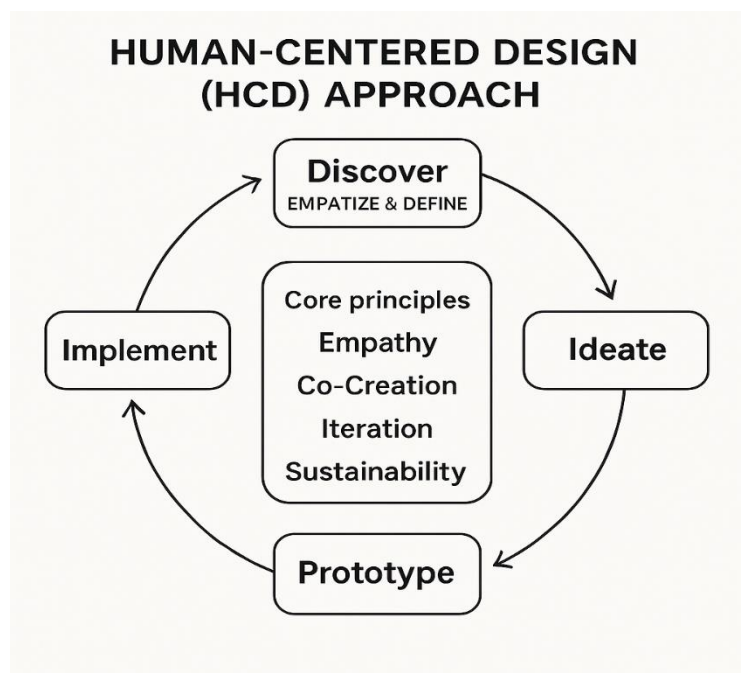 HUMAN-CENTERED DESIGN
(HCD) APPROACH
Discover
EMPATIZE & DEFINE
Core principles
Empathy
Co-Creation
Iteration
Sustainability
Implement
Ideate
Prototype